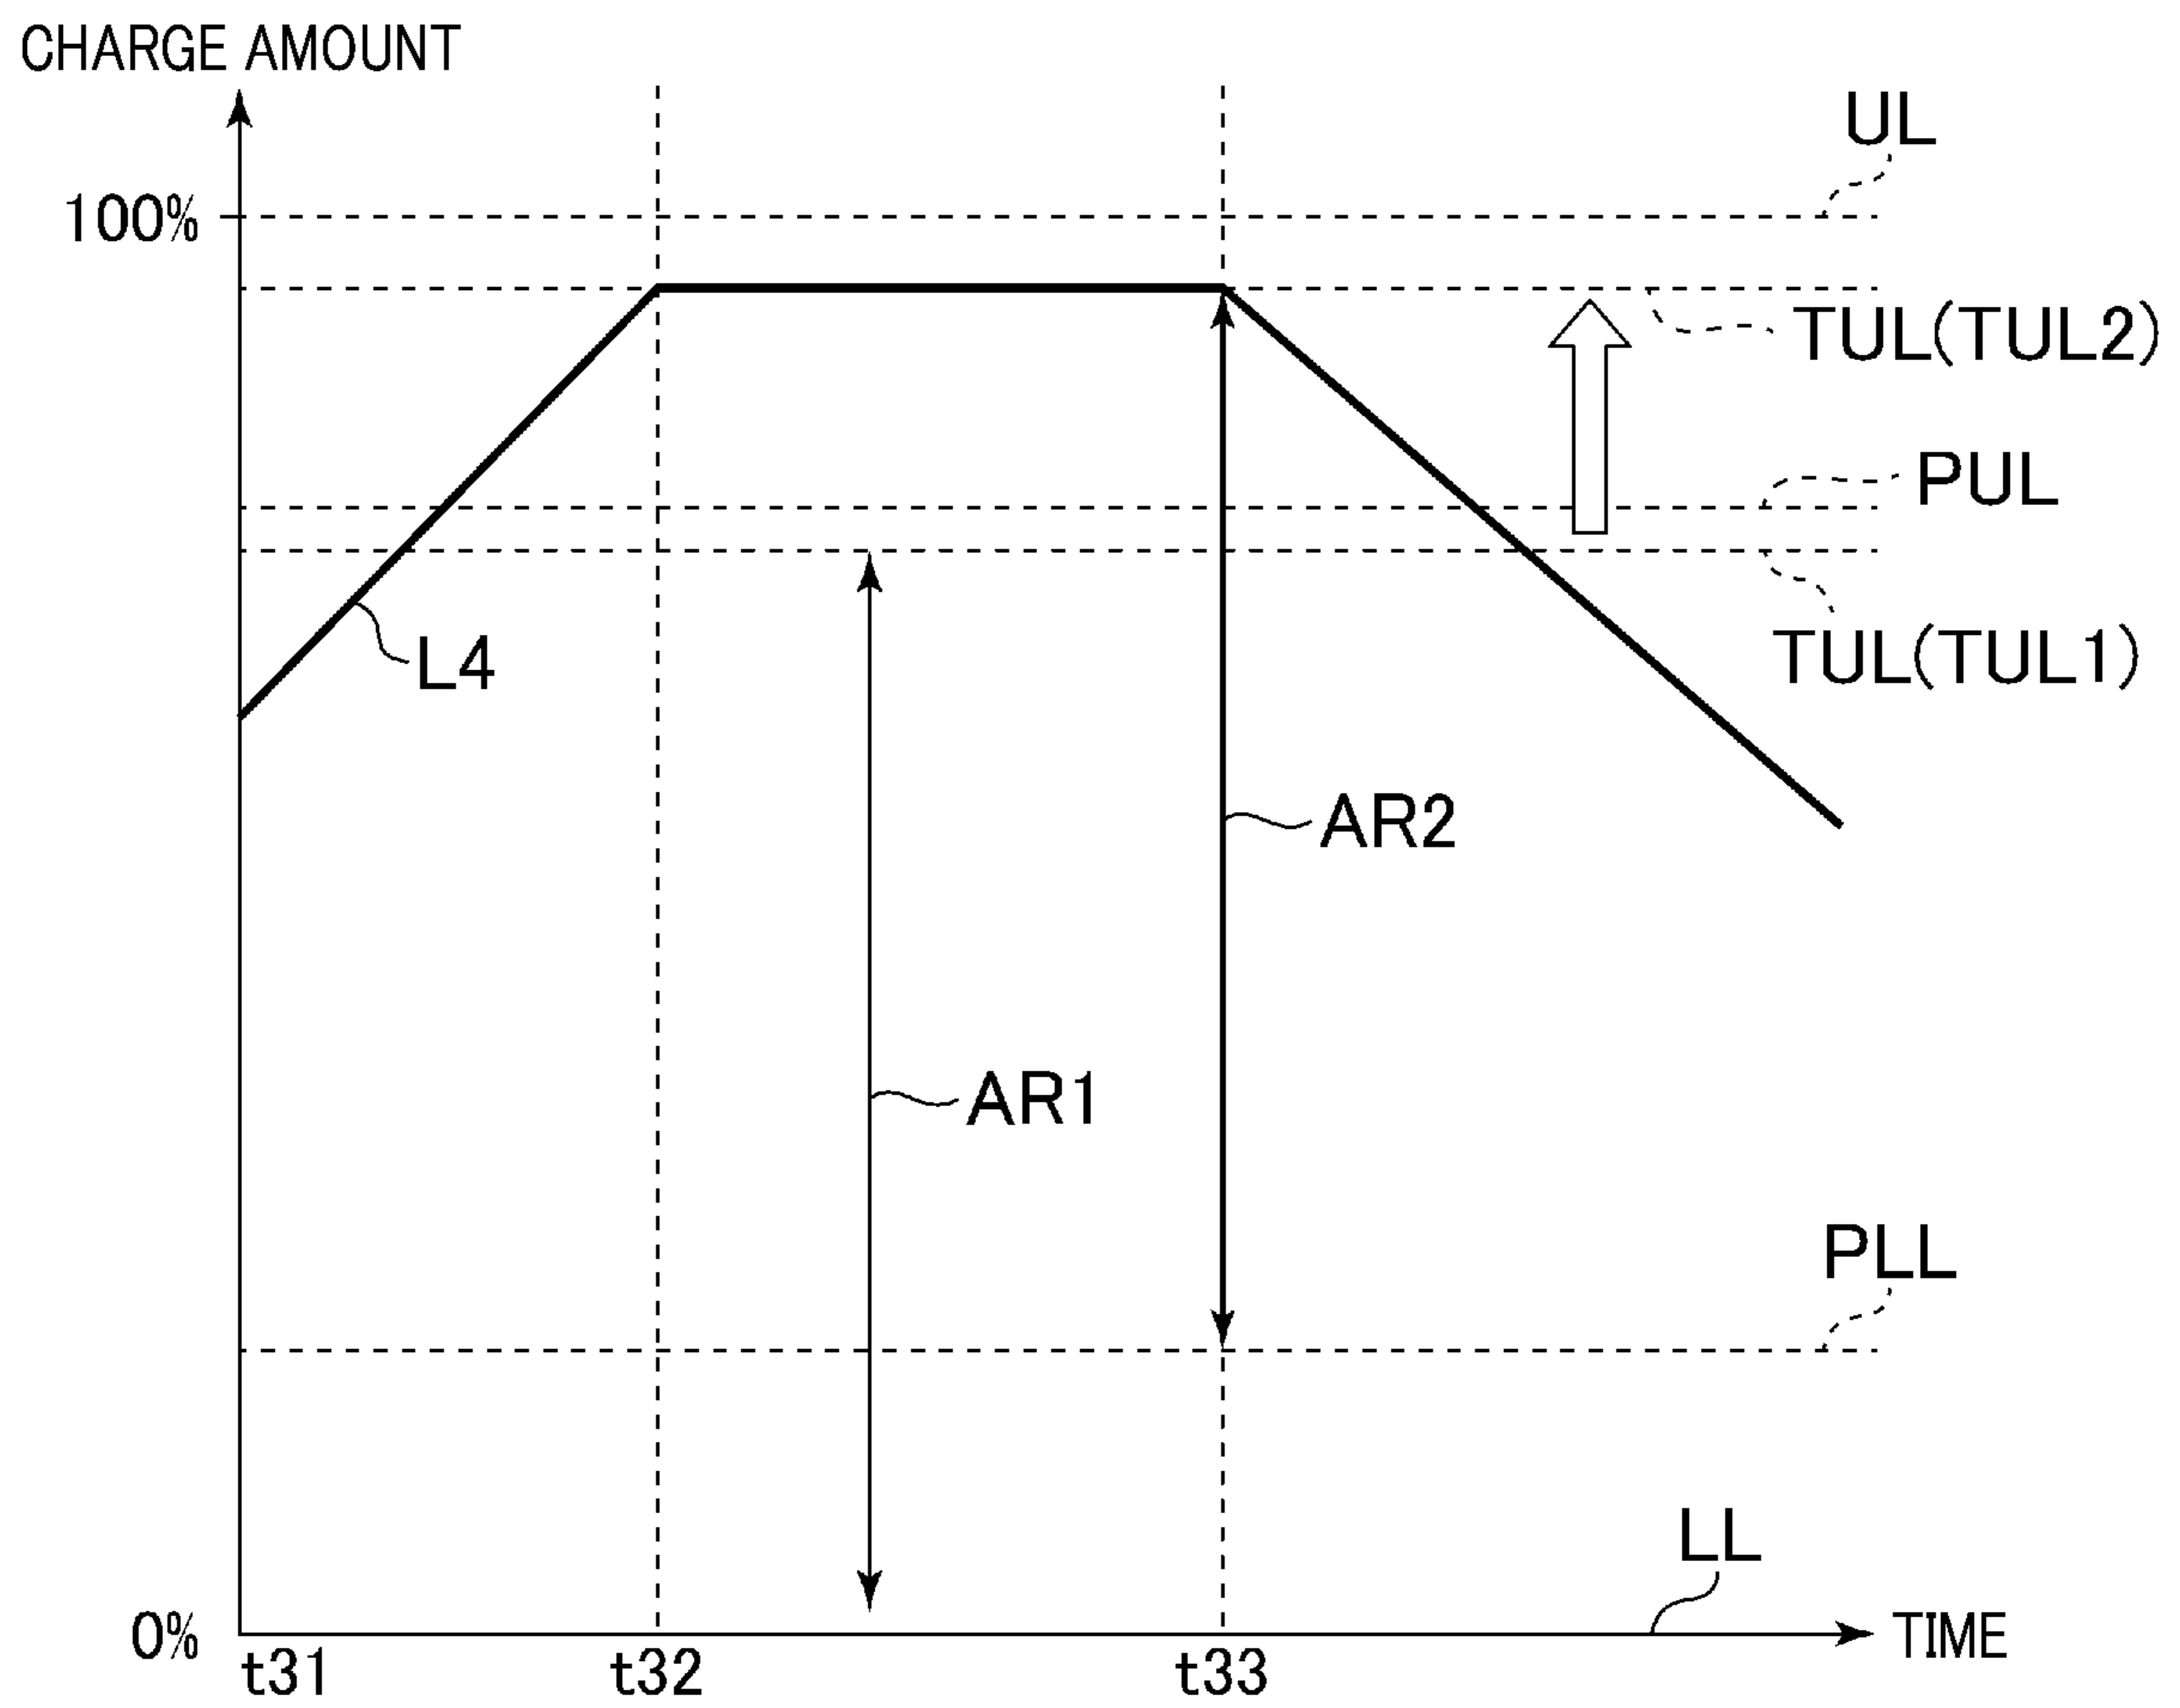 CHARGE AMOUNT
UL
100%
TUL(TUL2)
PUL
TUL(TUL1)
L4
AR2
AR1
PLL
LL
0%
TIME
t31
t32
t33